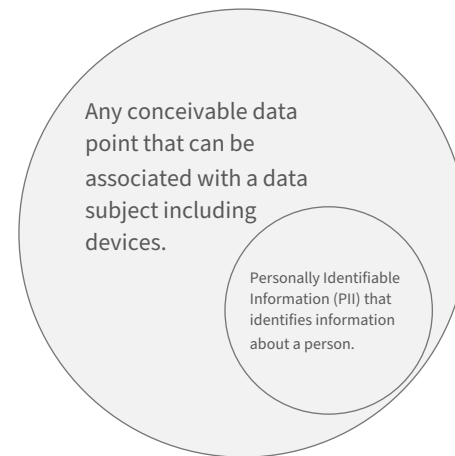 Any conceivable data
point that can be
associated with a data
subject including
devices.
Personally Identifiable
Information (PII) that
identifies information
about a person.